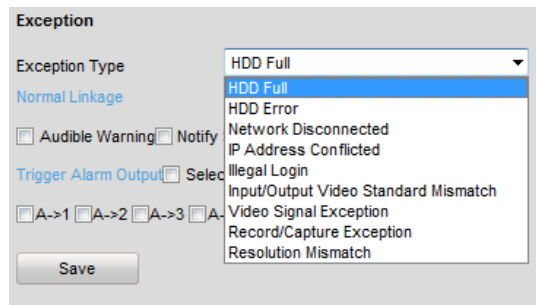 Exception
Exception Type HDD Full
Normal Linkage HDD Full
HDD Error
Audible Warning Notify Network Disconnected
IP Address Conflicted
Trigger Alarm Output Selec Illegal Login
Input/Output Video Standard Mismatch
A->1 A->2 A->3 A- Video Signal Exception
Record/Capture Exception
Resolution Mismatch
Save